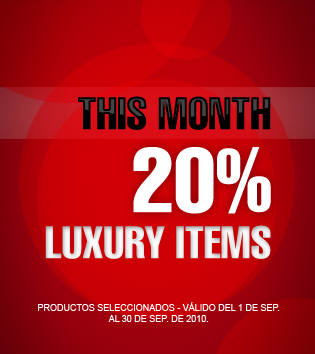 THIS MONTH
20%
LUXURY ITEMS
PRODUCTOS SELECCIONADOS - VÁLIDO DEL 1 DE SEP.
AL 30 DE SEP. DE 2010.